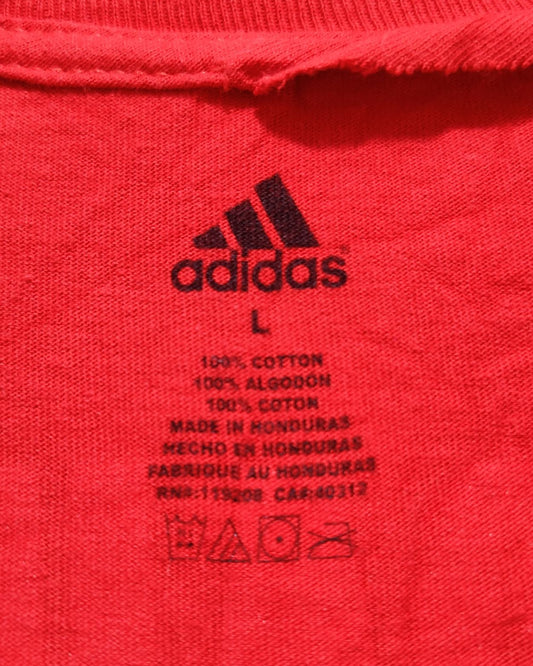 adidas
L
100% COTTON
100% ALGODON
100% COTON
MADE IN HONDURAS
HECHO EN HONDURAS
FABRIQUE AU HONDURAS
RN#:119208 CA#:40312